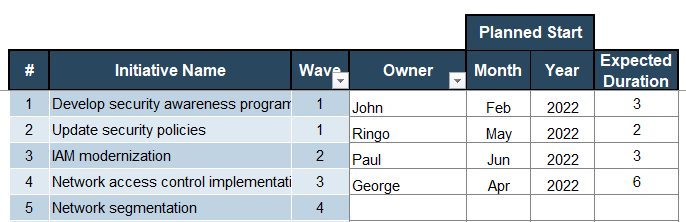 Planned Start
# Initiative Name Wave Owner Month Year Expected Duration
1 Develop security awareness program 1 John Feb 2022 3
2 Update security policies 1 Ringo May 2022 2
3 IAM modernization 2 Paul Jun 2022 3
4 Network access control implementati 3 George Apr 2022 6
5 Network segmentation 4